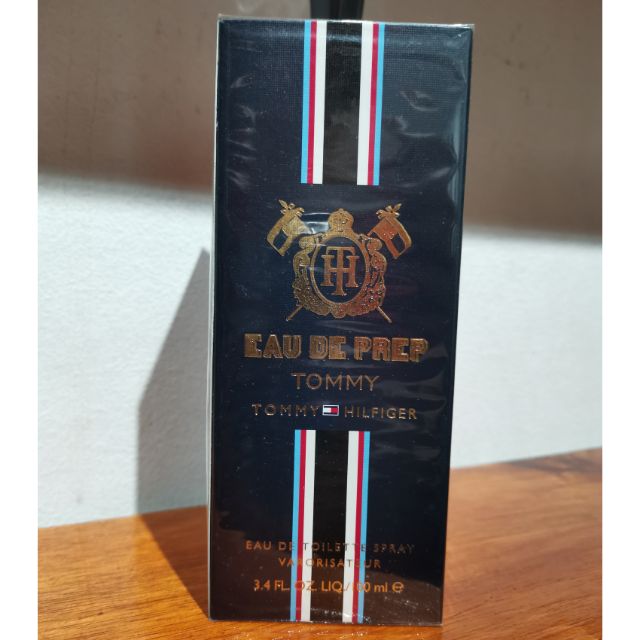 TH
EAU DE PREP
TOMMY
TOMMY HILFIGER
EAU DE TOILETTE SPRAY
VAPORISATEUR
3.4 FL. OZ. LIQ./100 ml ℮